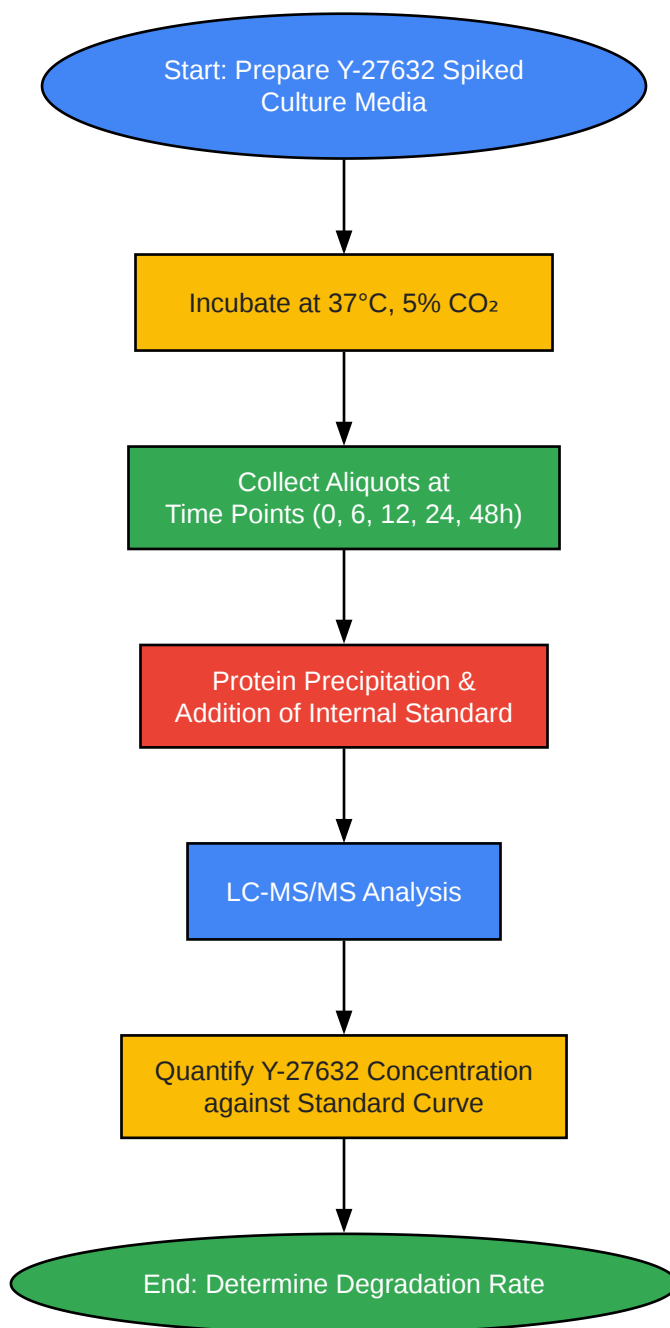 Start: Prepare Y-27632 Spiked
Culture Media
Incubate at 37°C, 5% CO₂
Collect Aliquots at
Time Points (0, 6, 12, 24, 48h)
Protein Precipitation &
Addition of Internal Standard
LC-MS/MS Analysis
Quantify Y-27632 Concentration
against Standard Curve
End: Determine Degradation Rate